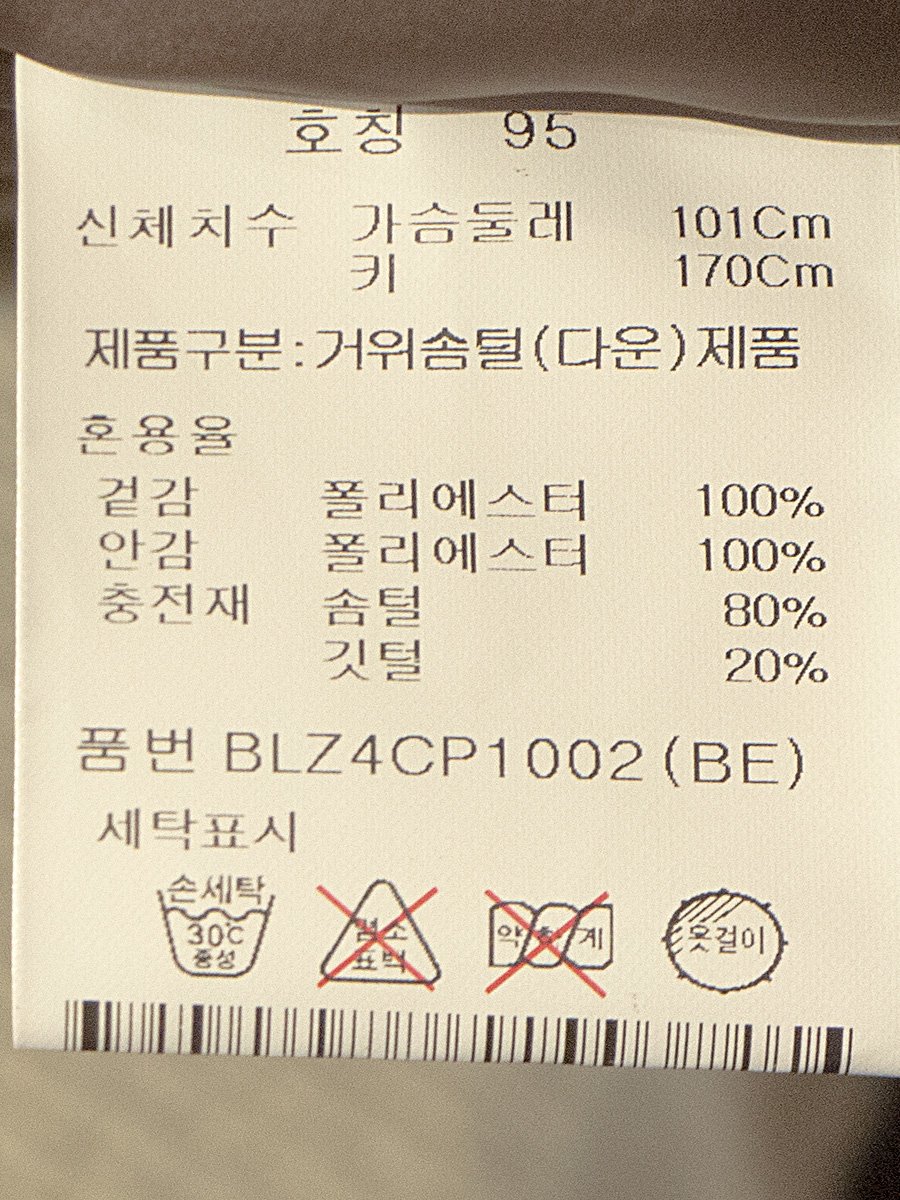 호칭 95
신체치수 가슴둘레 101Cm
키 170Cm
제품구분:거위솜털(다운)제품
혼용율
겉감 폴리에스터 100%
안감 폴리에스터 100%
충전재 솜털 80%
깃털 20%
품번 BLZ4CP1002(BE)
세탁표시
손세탁
30℃
중성
염소
표백
약하게
옷걸이